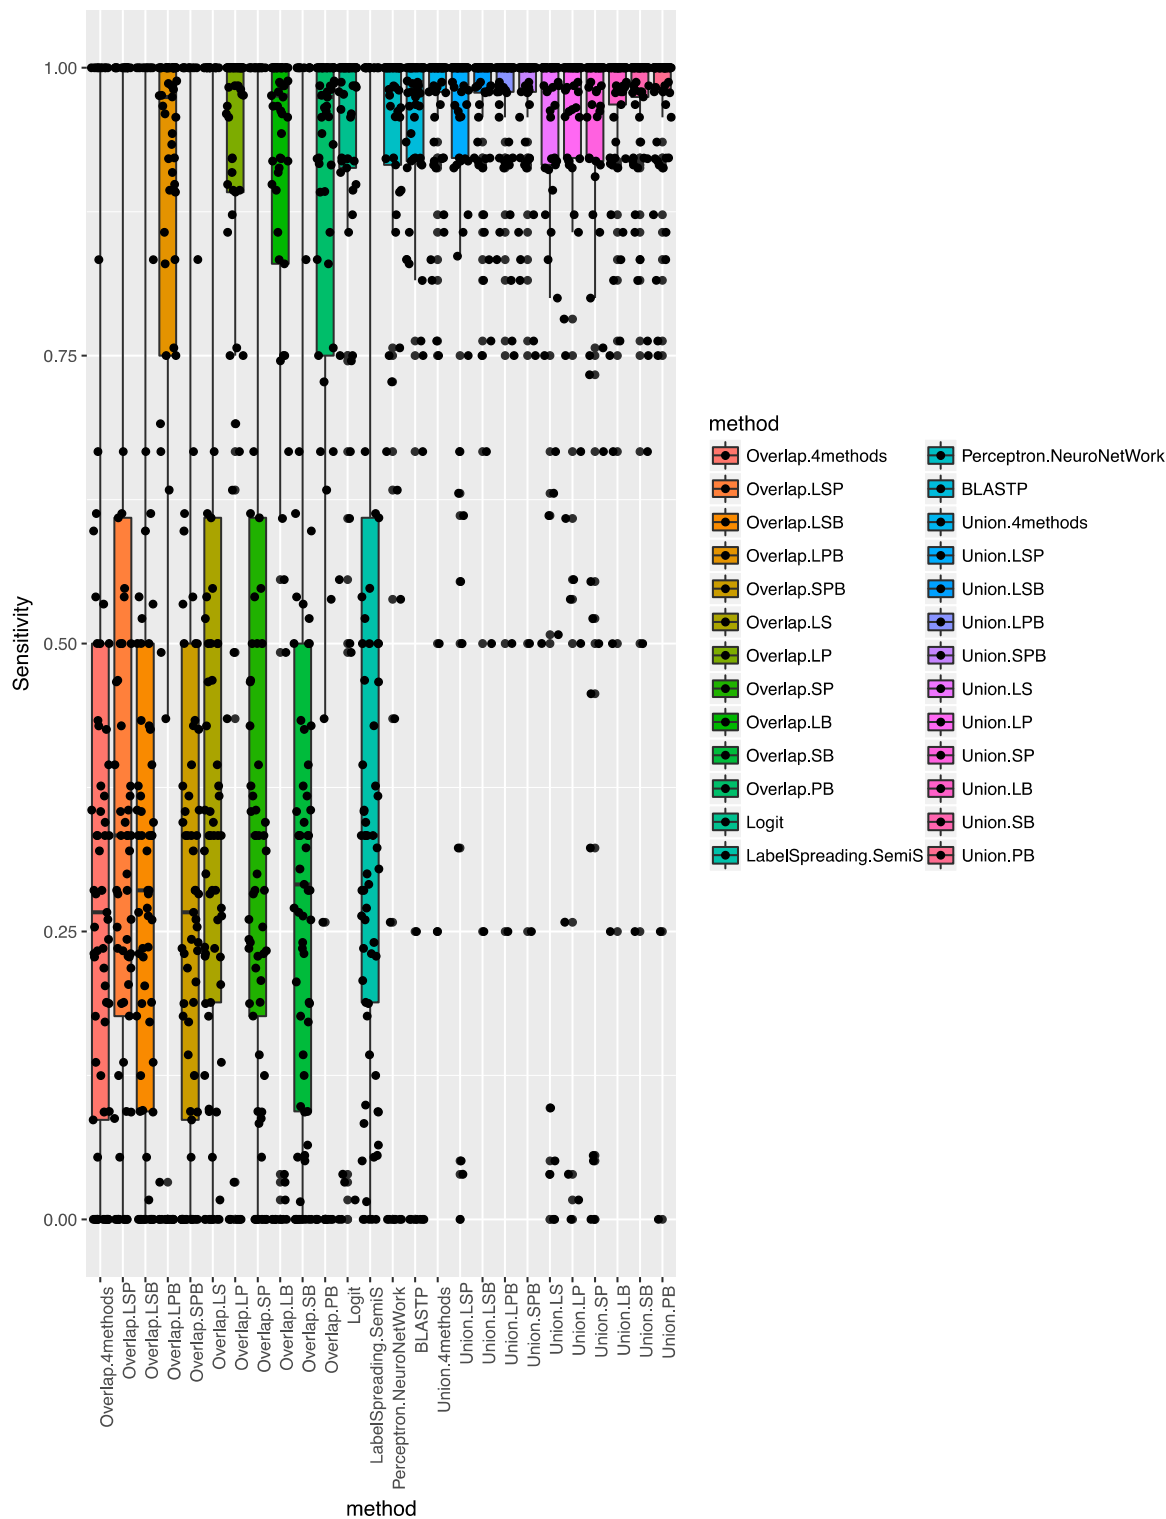 1.00
0.75
0.50
0.25
0.00
Sensitivity
Overlap.4methods
Overlap.LSP
Overlap.LSB
Overlap.LPB
Overlap.SPB
Overlap.LS
Overlap.LP
Overlap.SP
Overlap.LB
Overlap.SB
Overlap.PB
Logit
LabelSpreading.SemiS
Perceptron.NeuroNetWork
BLASTP
Union.4methods
Union.LSP
Union.LSB
Union.LPB
Union.SPB
Union.LS
Union.LP
Union.SP
Union.LB
Union.SB
Union.PB
method
method
Overlap.4methods
Overlap.LSP
Overlap.LSB
Overlap.LPB
Overlap.SPB
Overlap.LS
Overlap.LP
Overlap.SP
Overlap.LB
Overlap.SB
Overlap.PB
Logit
LabelSpreading.SemiS
Perceptron.NeuroNetWork
BLASTP
Union.4methods
Union.LSP
Union.LSB
Union.LPB
Union.SPB
Union.LS
Union.LP
Union.SP
Union.LB
Union.SB
Union.PB